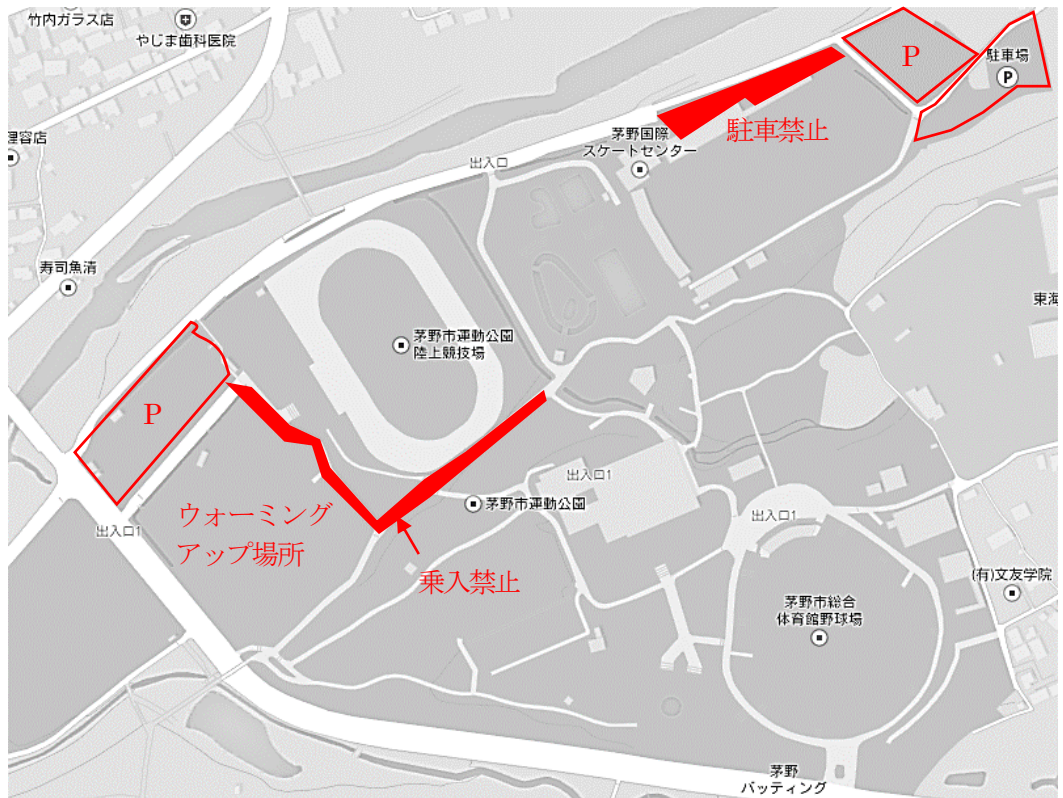 竹内ガラス店
やじま歯科医院
P
駐車場
P
理容店
駐車禁止
茅野国際
スケートセンター
出入口
寿司魚清
東海
茅野市運動公園
陸上競技場
P
出入口1
茅野市運動公園
ウォーミング
アップ場所
出入口1
出入口1
乗入禁止
(有)文友学院
茅野市総合
体育館野球場
茅野
バッティング